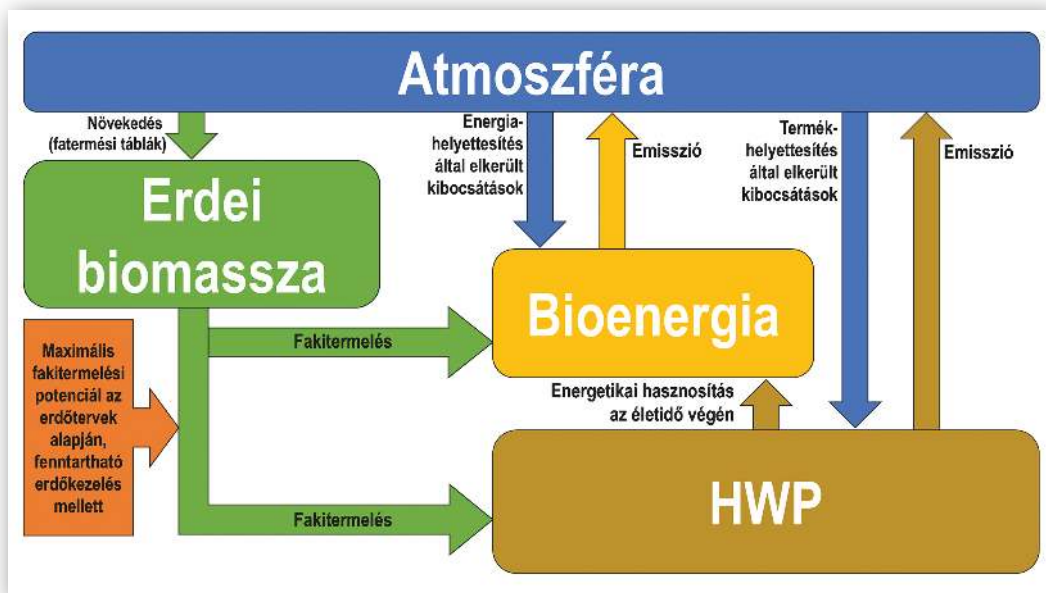 Atmoszféra
Növekedés
(fatermési táblák)
Energia-
helyettesítés
által elkerült
kibocsátások
Emisszió
Termék-
helyettesítés
által elkerült
kibocsátások
Emisszió
Erdei
biomassza
Bioenergia
Fakitermelés
Maximális
fakitermelési
potenciál az
erdőtervek
alapján,
fenntartható
erdőkezelés
mellett
Energetikai hasznosítás
az életidő végén
HWP
Fakitermelés